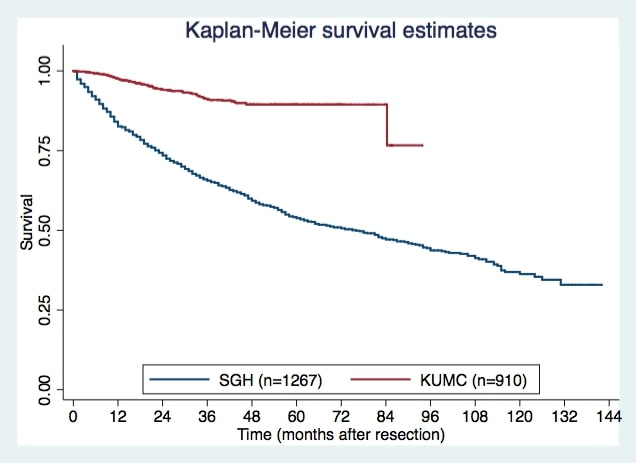 Kaplan-Meier survival estimates
1.00
0.75
0.50
0.25
0.00
Survival
SGH (n=1267) KUMC (n=910)
0 12 24 36 48 60 72 84 96 108 120 132 144
Time (months after resection)